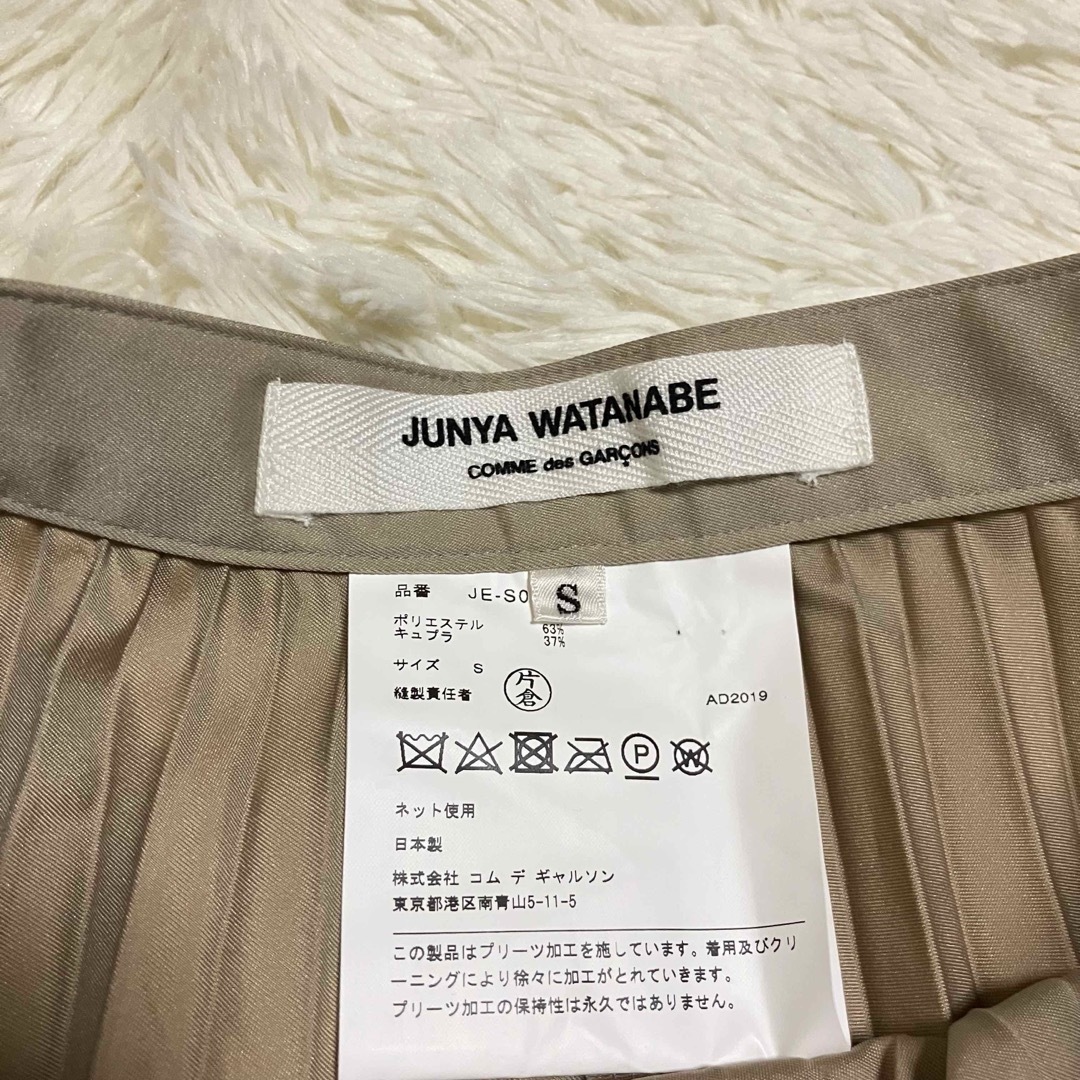 JUNYA WATANABE
COMME des GARÇONS
品番 JE-S0
S
ポリエステル 63%
キュプラ 37%
サイズ S
縫製責任者 片倉 AD2019
W
P
ネット使用
日本製
株式会社 コム デ ギャルソン
東京都港区南青山5-11-5
この製品はプリーツ加工を施しています。着用及びクリ
ーニングにより徐々に加工がとれていきます。
プリーツ加工の保持性は永久ではありません。